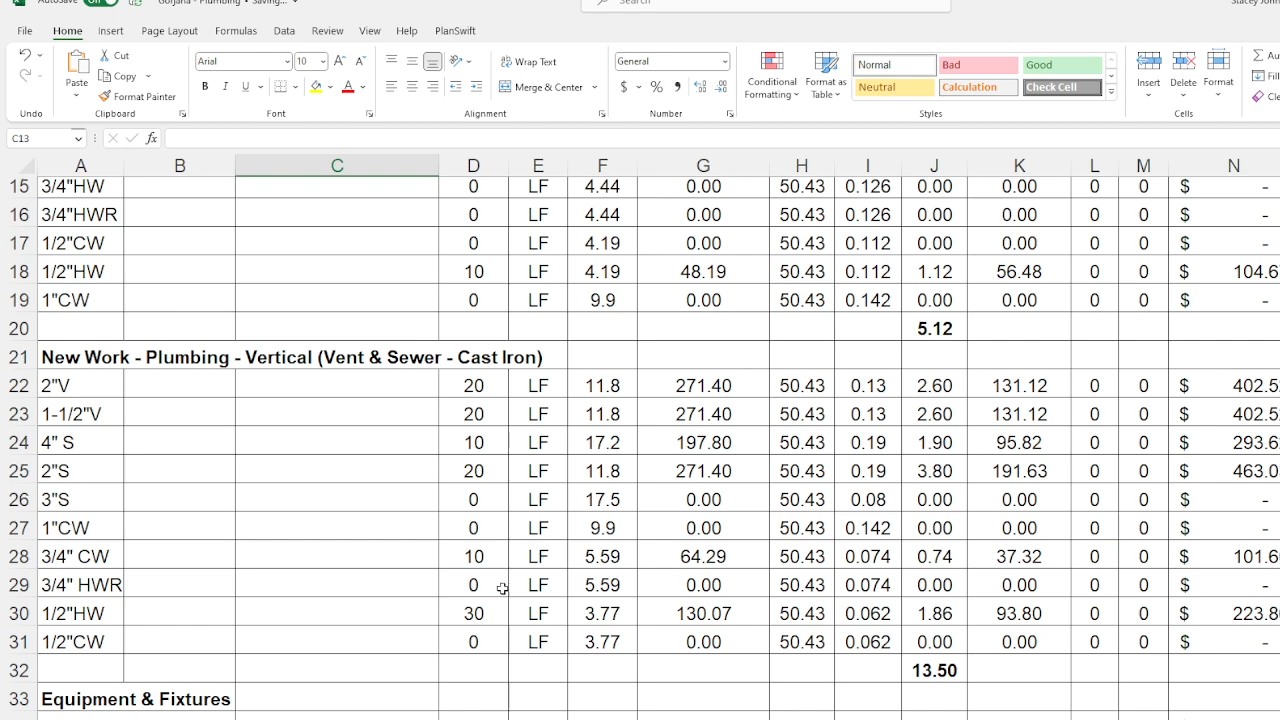 AutoSave On Gorjana - Plumbing • Saving... Search Stacey John
File Home Insert Page Layout Formulas Data Review View Help PlanSwift
Paste Cut Arial 10 Wrap Text General Conditional Formatting Format as Table Normal Bad Good Insert Delete Format
Copy Merge & Center $ % Neutral Calculation Check Cell
Format Painter B I U
Undo Clipboard Font Alignment Number Styles Cells
C13 fx
A B C D E F G H I J K L M N
15 3/4"HW 0 LF 4.44 0.00 50.43 0.126 0.00 0.00 0 0 $ -
16 3/4"HWR 0 LF 4.44 0.00 50.43 0.126 0.00 0.00 0 0 $ -
17 1/2"CW 0 LF 4.19 0.00 50.43 0.112 0.00 0.00 0 0 $ -
18 1/2"HW 10 LF 4.19 48.19 50.43 0.112 1.12 56.48 0 0 $ 104.6
19 1"CW 0 LF 9.9 0.00 50.43 0.142 0.00 0.00 0 0 $ -
20 5.12
21 New Work - Plumbing - Vertical (Vent & Sewer - Cast Iron)
22 2"V 20 LF 11.8 271.40 50.43 0.13 2.60 131.12 0 0 $ 402.5
23 1-1/2"V 20 LF 11.8 271.40 50.43 0.13 2.60 131.12 0 0 $ 402.5
24 4" S 10 LF 17.2 197.80 50.43 0.19 1.90 95.82 0 0 $ 293.6
25 2"S 20 LF 11.8 271.40 50.43 0.19 3.80 191.63 0 0 $ 463.0
26 3"S 0 LF 17.5 0.00 50.43 0.08 0.00 0.00 0 0 $ -
27 1"CW 0 LF 9.9 0.00 50.43 0.142 0.00 0.00 0 0 $ -
28 3/4" CW 10 LF 5.59 64.29 50.43 0.074 0.74 37.32 0 0 $ 101.6
29 3/4" HWR 0 LF 5.59 0.00 50.43 0.074 0.00 0.00 0 0 $ -
30 1/2"HW 30 LF 3.77 130.07 50.43 0.062 1.86 93.80 0 0 $ 223.8
31 1/2"CW 0 LF 3.77 0.00 50.43 0.062 0.00 0.00 0 0 $ -
32 13.50
33 Equipment & Fixtures